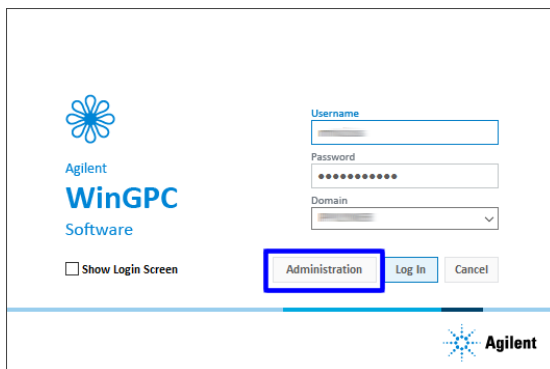 Username
Password
●●●●●●●●●●●
Domain
Agilent
WinGPC
Software
Show Login Screen
Administration
Log In
Cancel
Agilent